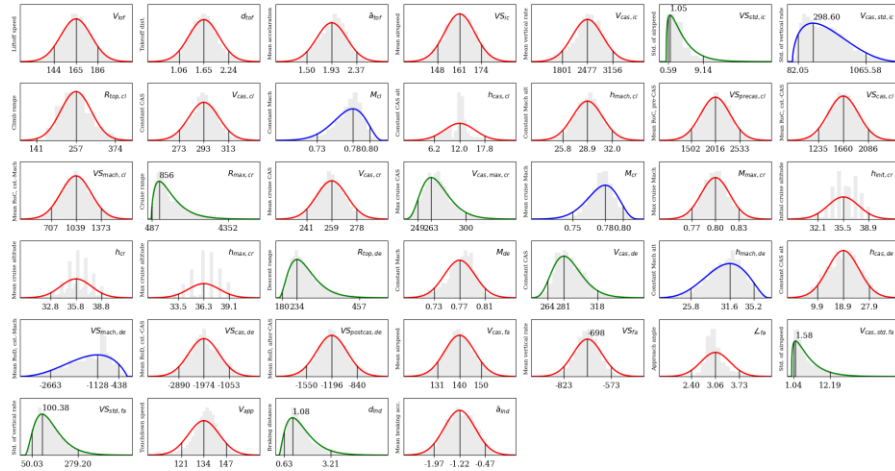 Liftoff speed V_lof 144 165 186
Takeoff dist. d_tof 1.06 1.65 2.24
Mean acceleration ā_tof 1.50 1.93 2.37
Mean airspeed VS_ic 148 161 174
Mean vertical rate V_cas,ic 1801 2477 3156
Std. of airspeed VS_std,ic 1.05 0.59 9.14
Std. of vertical rate V_cas,std,ic 298.60 82.05 1065.58
Climb range R_top,cl 141 257 374
Constant CAS V_cas,cl 273 293 313
Constant Mach M_cl 0.73 0.78 0.80
Constant CAS alt h_cas,cl 6.2 12.0 17.8
Constant Mach alt h_mach,cl 25.8 28.9 32.0
Mean RoC, pre-CAS VS_precas,cl 1502 2016 2533
Mean RoC, cst. CAS VS_cas,cl 1235 1660 2086
Mean RoC, cst. Mach VS_mach,cl 707 1039 1373
Cruise range R_max,cr 856 487 4352
Mean cruise CAS V_cas,cr 241 259 278
Max cruise CAS V_cas,max,cr 249 263 300
Mean cruise Mach M_cr 0.75 0.78 0.80
Max cruise Mach M_max,cr 0.77 0.80 0.83
Initial cruise altitude h_init,cr 32.1 35.5 38.9
Mean cruise altitude h_cr 32.8 35.8 38.8
Max cruise altitude h_max,cr 33.5 36.3 39.1
Descent range R_top,de 180 234 457
Constant Mach M_de 0.73 0.77 0.81
Constant CAS V_cas,de 264 281 318
Constant Mach alt h_mach,de 25.8 31.6 35.2
Constant CAS alt h_cas,de 9.9 18.9 27.9
Mean RoD, cst.-Mach VS_mach,de -2663 -1128 -438
Mean RoD, cst.-CAS VS_cas,de -2890 -1974 -1053
Mean RoD, after-CAS VS_postcas,de -1550 -1196 -840
Mean airspeed V_cas,fa 131 140 150
Mean vertical rate VS_fa -698 -823 -573
Approach angle ∠_fa 2.40 3.06 3.73
Std. of airspeed V_cas,std,fa 1.58 1.04 12.19
Std. of vertical rate VS_std,fa 100.38 50.03 279.20
Touchdown speed V_app 121 134 147
Braking distance d_lnd 1.08 0.63 3.21
Mean braking acc. ā_lnd -1.97 -1.22 -0.47